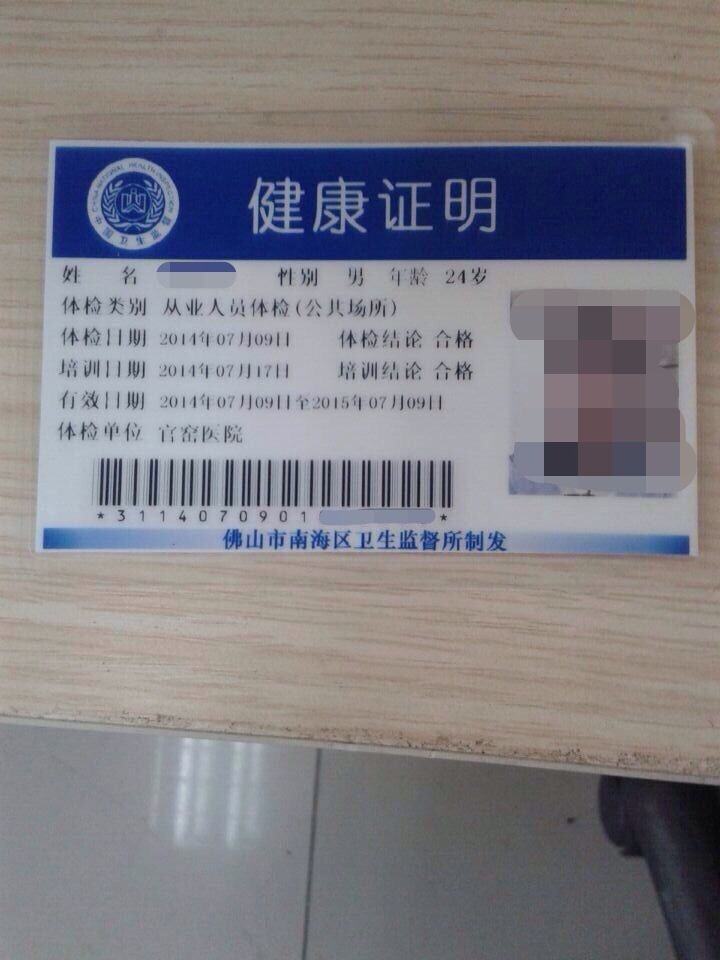 健康证明
姓 名 性别 男 年龄 24岁
体检类别 从业人员体检(公共场所)
体检日期 2014年07月09日 体检结论 合格
培训日期 2014年07月17日 培训结论 合格
有效日期 2014年07月09日至2015年07月09日
体检单位 官窑医院
*3114070901 *
佛山市南海区卫生监督所制发